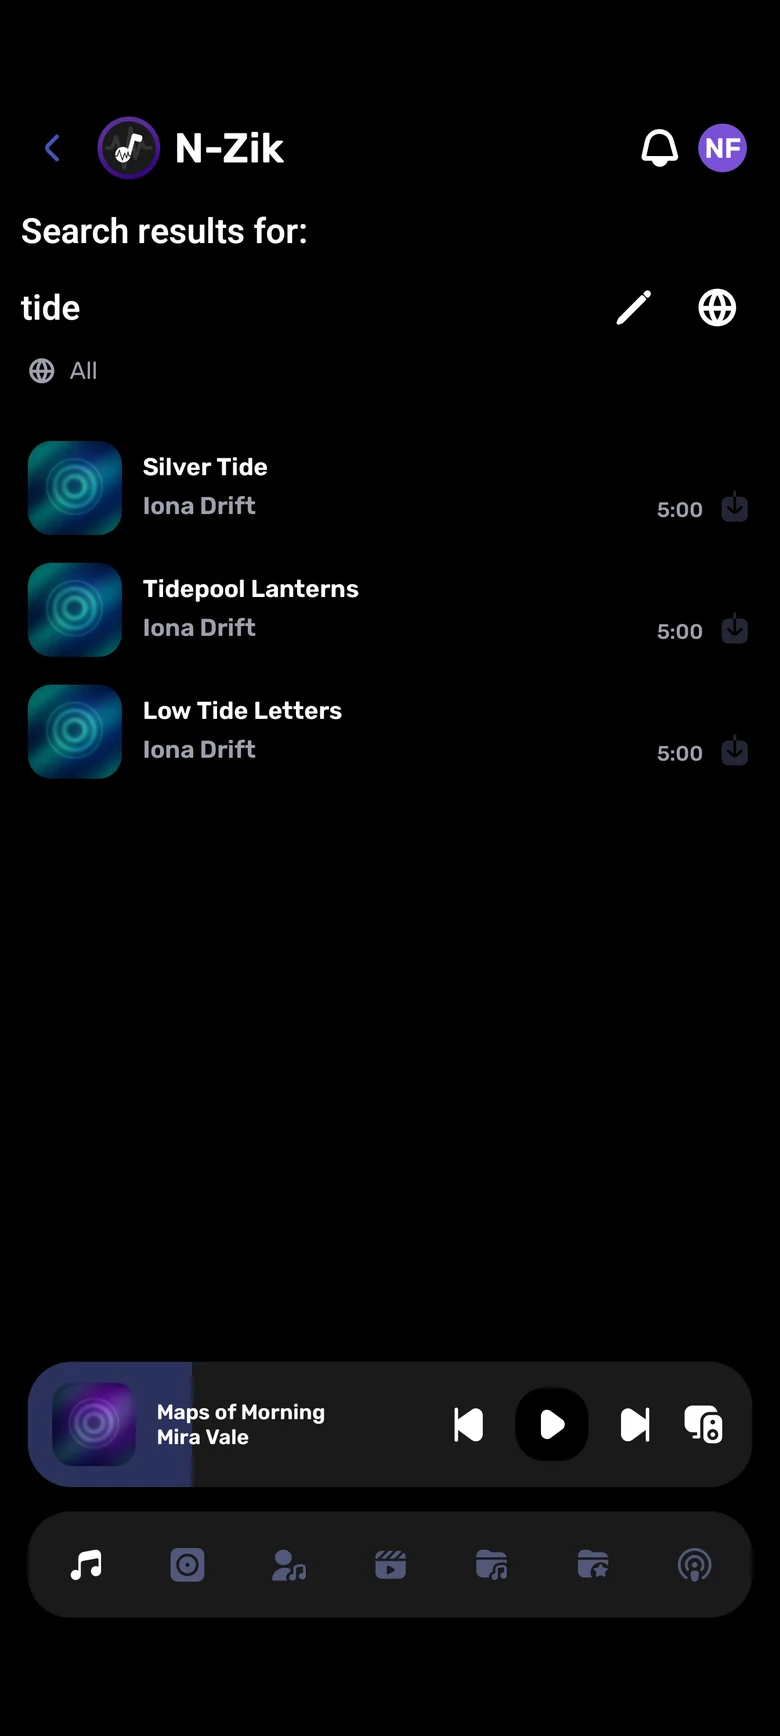 N-Zik
NF
Search results for:
tide
All
Silver Tide
Iona Drift
5:00
Tidepool Lanterns
Iona Drift
5:00
Low Tide Letters
Iona Drift
5:00
Maps of Morning
Mira Vale